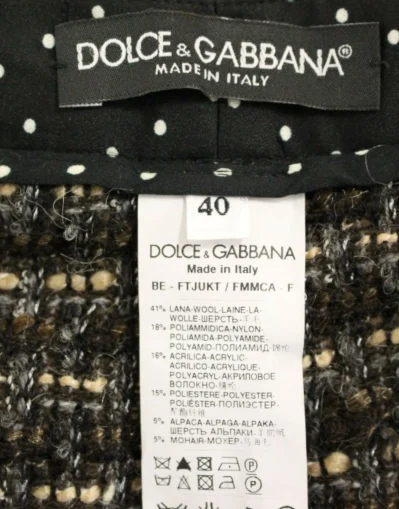 DOLCE & GABBANA®
MADE IN ITALY
40
DOLCE & GABBANA
Made in Italy
BE - FTJUKT / FMMCA - F
41% LANA-WOOL-LAINE-LA-
WOLLE-ШЕРСТЬ-
18% POLIAMMIDICA-NYLON-
POLIAMIDA-POLYAMIDE-
POLYAMID-ПОЛИАМИД
16% ACRILICA-ACRYLIC-
ACRILICO-ACRYLIQUE-
POLYACRYL-АКРИЛОВОЕ
ВОЛОКНО-
15% POLIESTERE-POLYESTER-
POLIÉSTER-ПОЛИЭСТЕР-
5% ALPACA-ALPAGA-ALPAKA-
ШЕРСТЬ АЛЬПАКИ-
5% MOHAIR-МОХЕР-
DOLCE & GABBANA